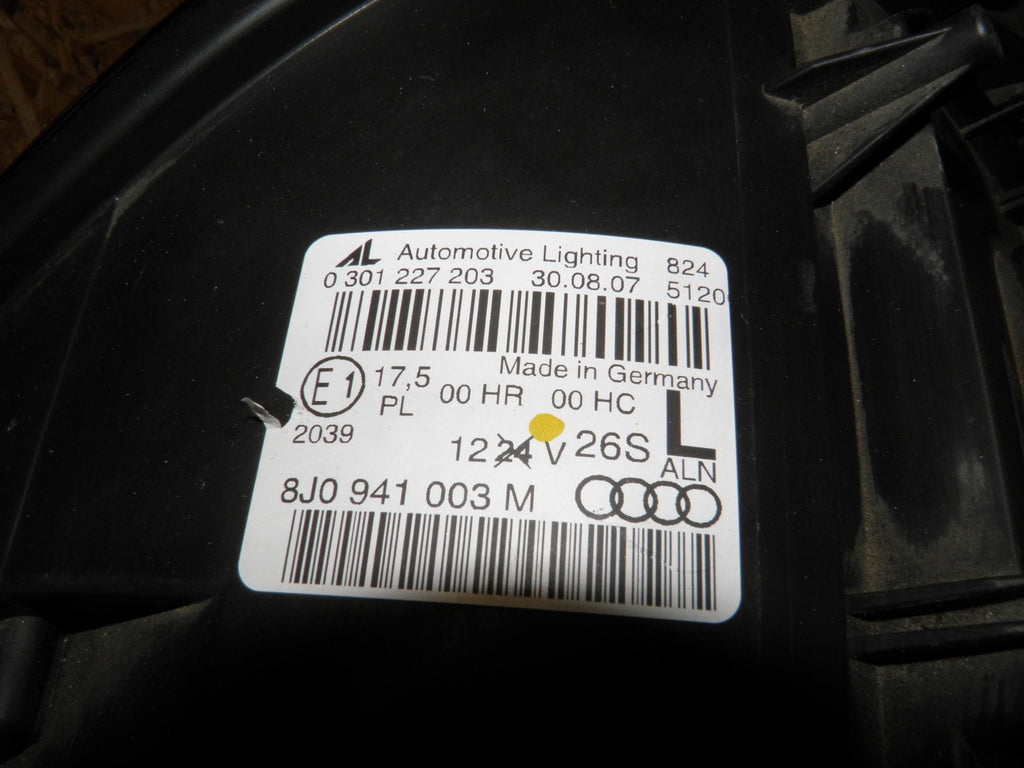 AL Automotive Lighting 824
0 301 227 203 30.08.07 5120
Made in Germany
E1 17,5 00 HR 00 HC L
PL
2039 12 24 V 26S ALN
8J0 941 003 M